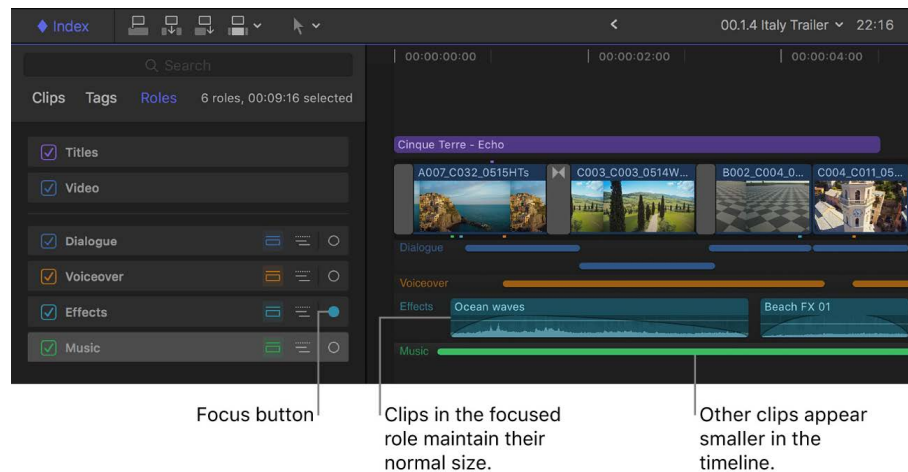 Index
00.1.4 Italy Trailer 22:16
Search
00:00:00:00 00:00:02:00 00:00:04:00
Clips Tags Roles 6 roles, 00:09:16 selected
Titles
Video
Dialogue
Voiceover
Effects
Music
Cinque Terre - Echo
A007_C032_0515HTs C003_C003_0514W... B002_C004_0... C004_C011_05...
Dialogue
Voiceover
Effects Ocean waves Beach FX 01
Music
Focus button
Clips in the focused
role maintain their
normal size.
Other clips appear
smaller in the
timeline.